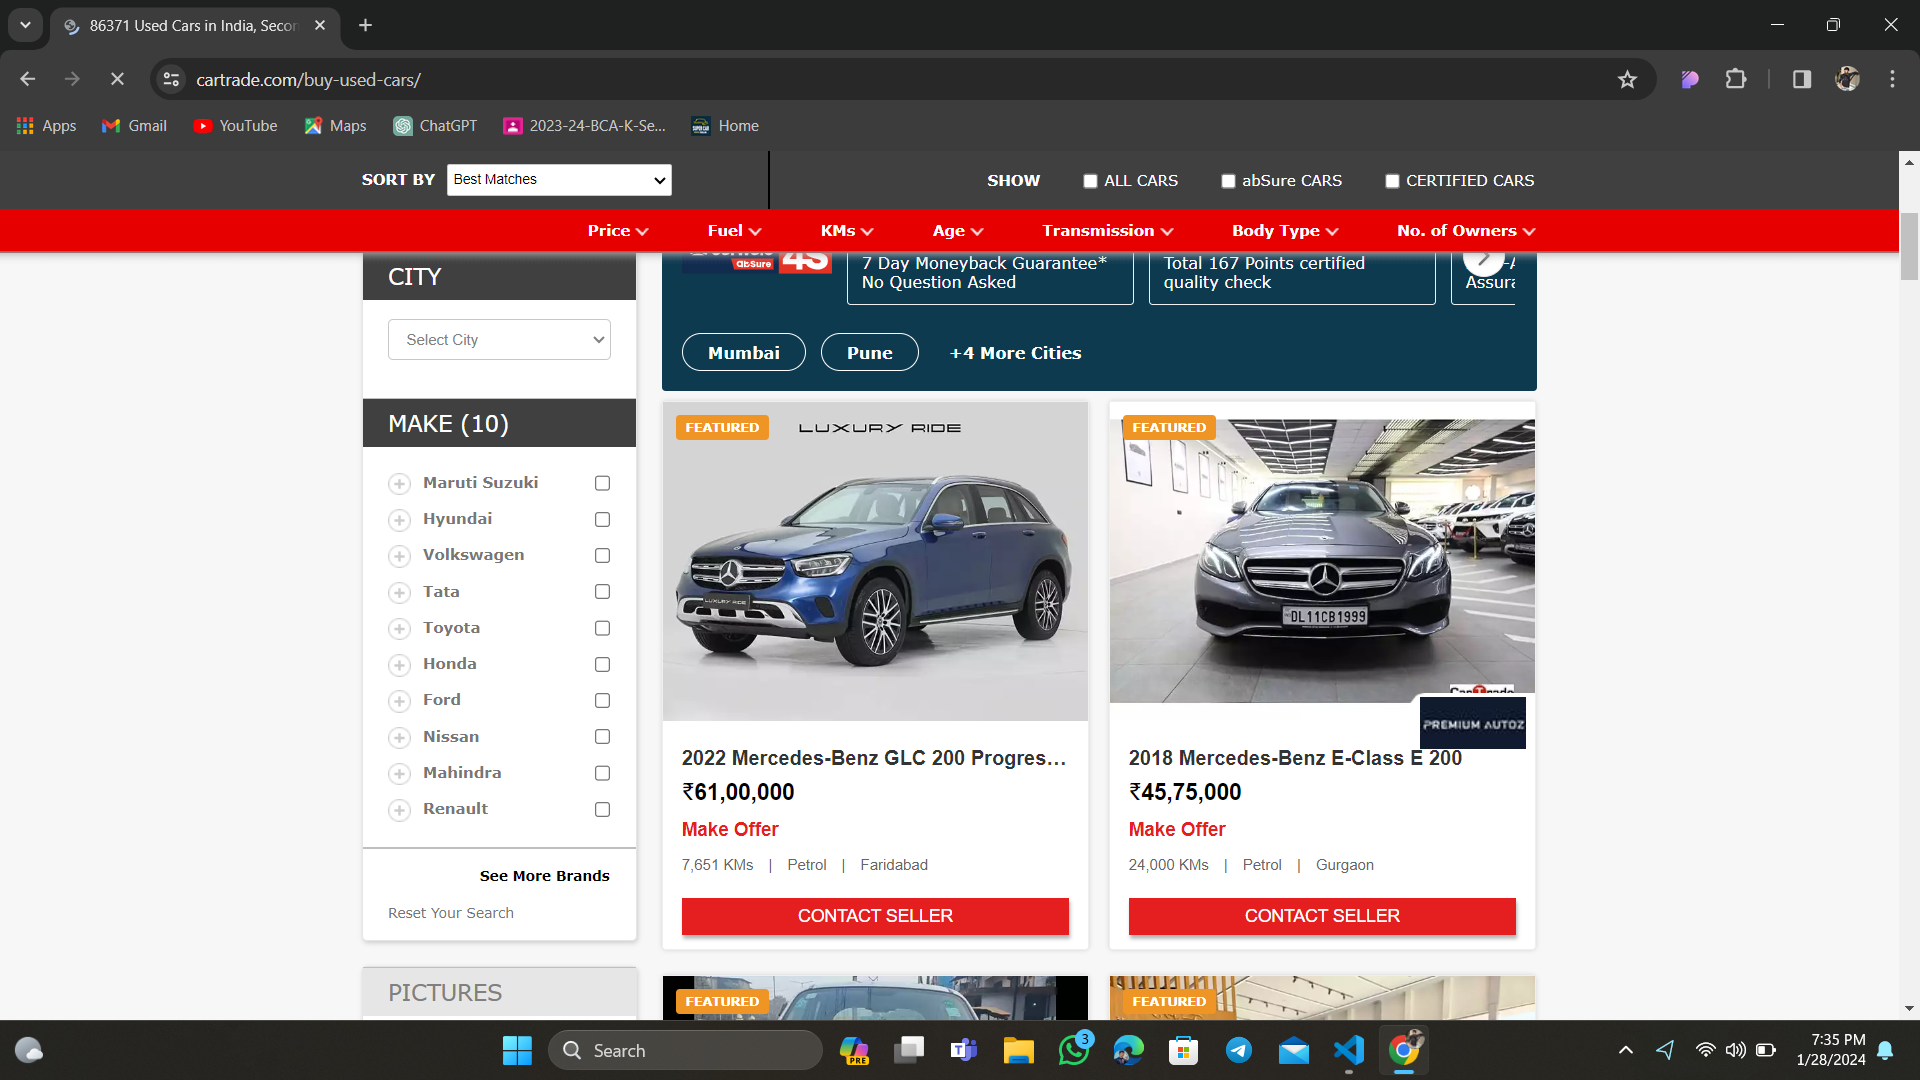 86371 Used Cars in India, Secon
cartrade.com/buy-used-cars/
Apps
Gmail
YouTube
Maps
ChatGPT
2023-24-BCA-K-Se...
Home
SORT BY
Best Matches
SHOW
ALL CARS
abSure CARS
CERTIFIED CARS
Price
Fuel
KMs
Age
Transmission
Body Type
No. of Owners
CITY
Select City
abSure
4S
7 Day Moneyback Guarantee*
No Question Asked
Total 167 Points certified
quality check
Assura
Mumbai
Pune
+4 More Cities
MAKE (10)
Maruti Suzuki
Hyundai
Volkswagen
Tata
Toyota
Honda
Ford
Nissan
Mahindra
Renault
See More Brands
Reset Your Search
PICTURES
FEATURED
LUXURY RIDE
LUXURY RIDE
2022 Mercedes-Benz GLC 200 Progres...
₹61,00,000
Make Offer
7,651 KMs | Petrol | Faridabad
CONTACT SELLER
FEATURED
DL11CB1999
CarTrade
PREMIUM AUTOZ
2018 Mercedes-Benz E-Class E 200
₹45,75,000
Make Offer
24,000 KMs | Petrol | Gurgaon
CONTACT SELLER
FEATURED
FEATURED
Search
PRE
3
7:35 PM
1/28/2024